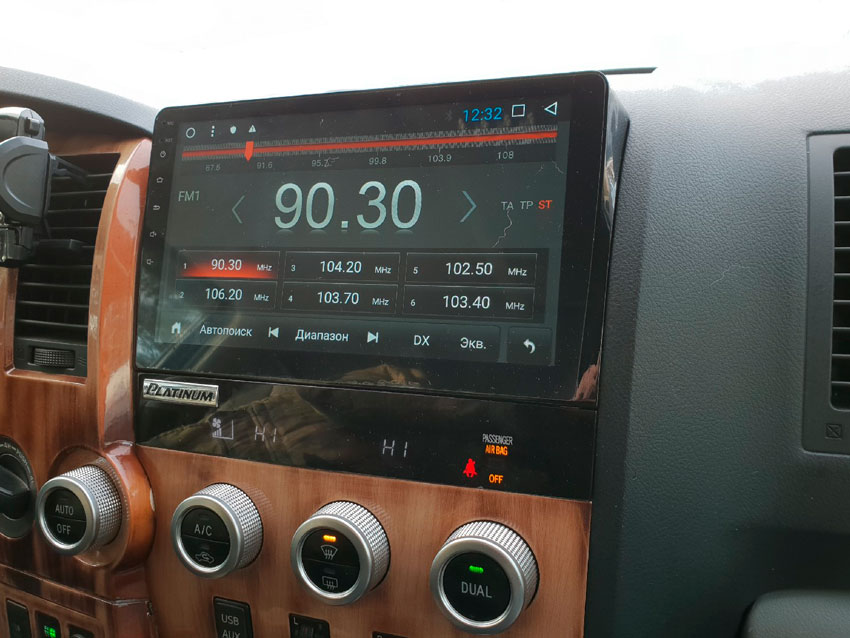 12:32
87.5 91.6 95.7 99.8 103.9 108
FM1
90.30
TA TP ST
1 90.30 MHz
3 104.20 MHz
5 102.50 MHz
2 106.20 MHz
4 103.70 MHz
6 103.40 MHz
Автопоиск Диапазон DX Экв.
PLATINUM
HI
HI
PASSENGER
AIR BAG
OFF
AUTO
OFF
A/C
DUAL
USB
AUX